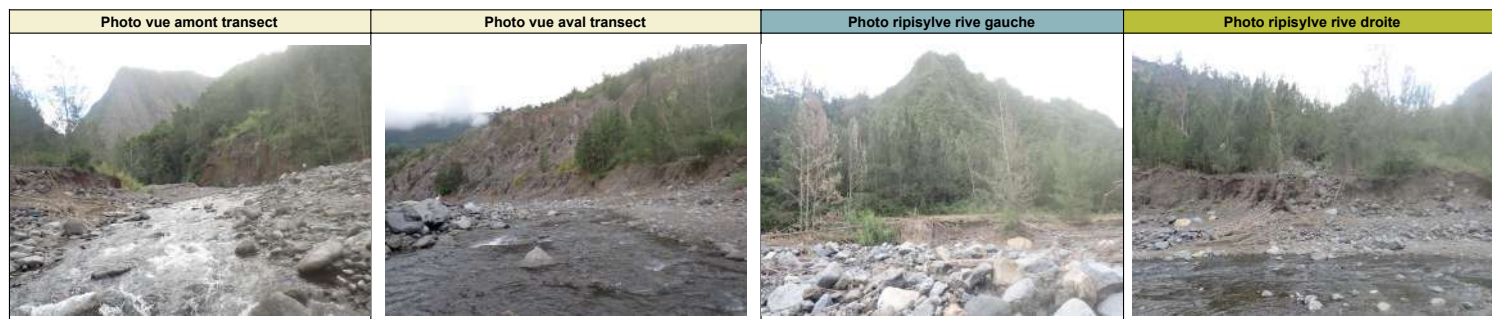 Photo vue amont transect
Photo vue aval transect
Photo ripisylve rive gauche
Photo ripisylve rive droite